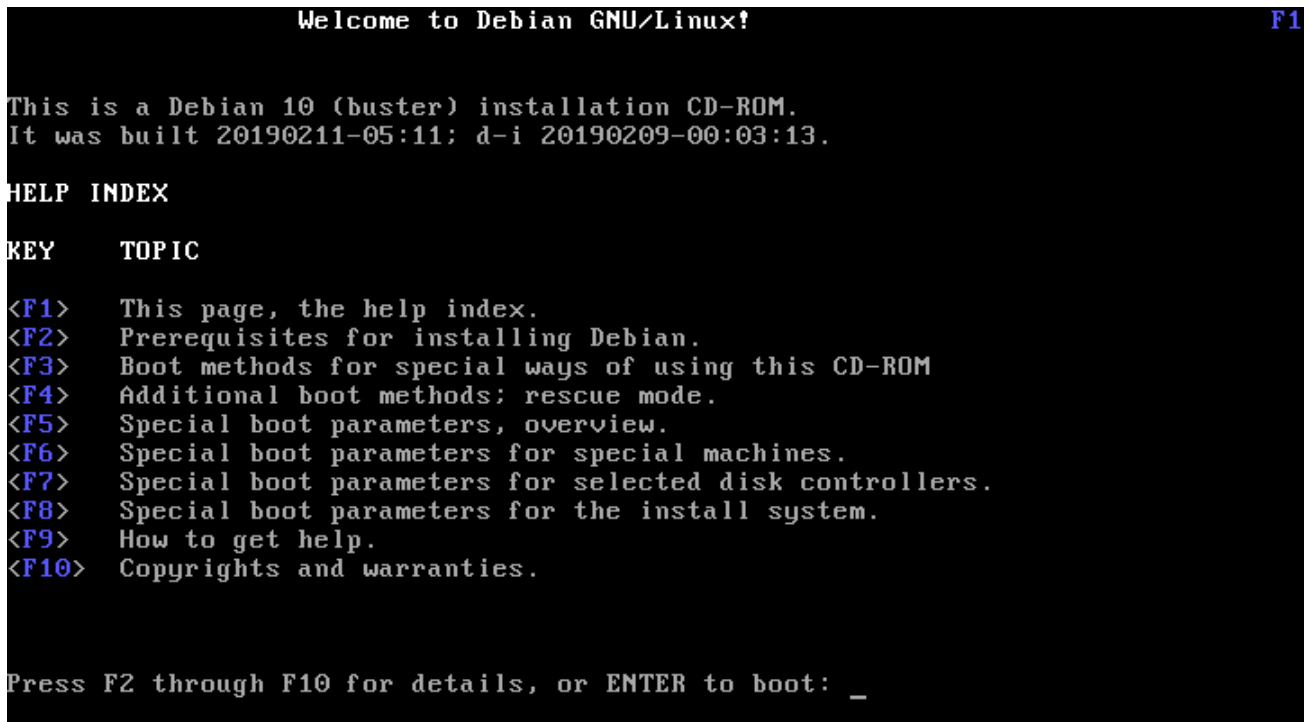 Welcome to Debian GNU/Linux! F1
This is a Debian 10 (buster) installation CD-ROM.
It was built 20190211-05:11; d-i 20190209-00:03:13.
HELP INDEX
KEY TOPIC
<F1> This page, the help index.
<F2> Prerequisites for installing Debian.
<F3> Boot methods for special ways of using this CD-ROM
<F4> Additional boot methods; rescue mode.
<F5> Special boot parameters, overview.
<F6> Special boot parameters for special machines.
<F7> Special boot parameters for selected disk controllers.
<F8> Special boot parameters for the install system.
<F9> How to get help.
<F10> Copyrights and warranties.
Press F2 through F10 for details, or ENTER to boot: _